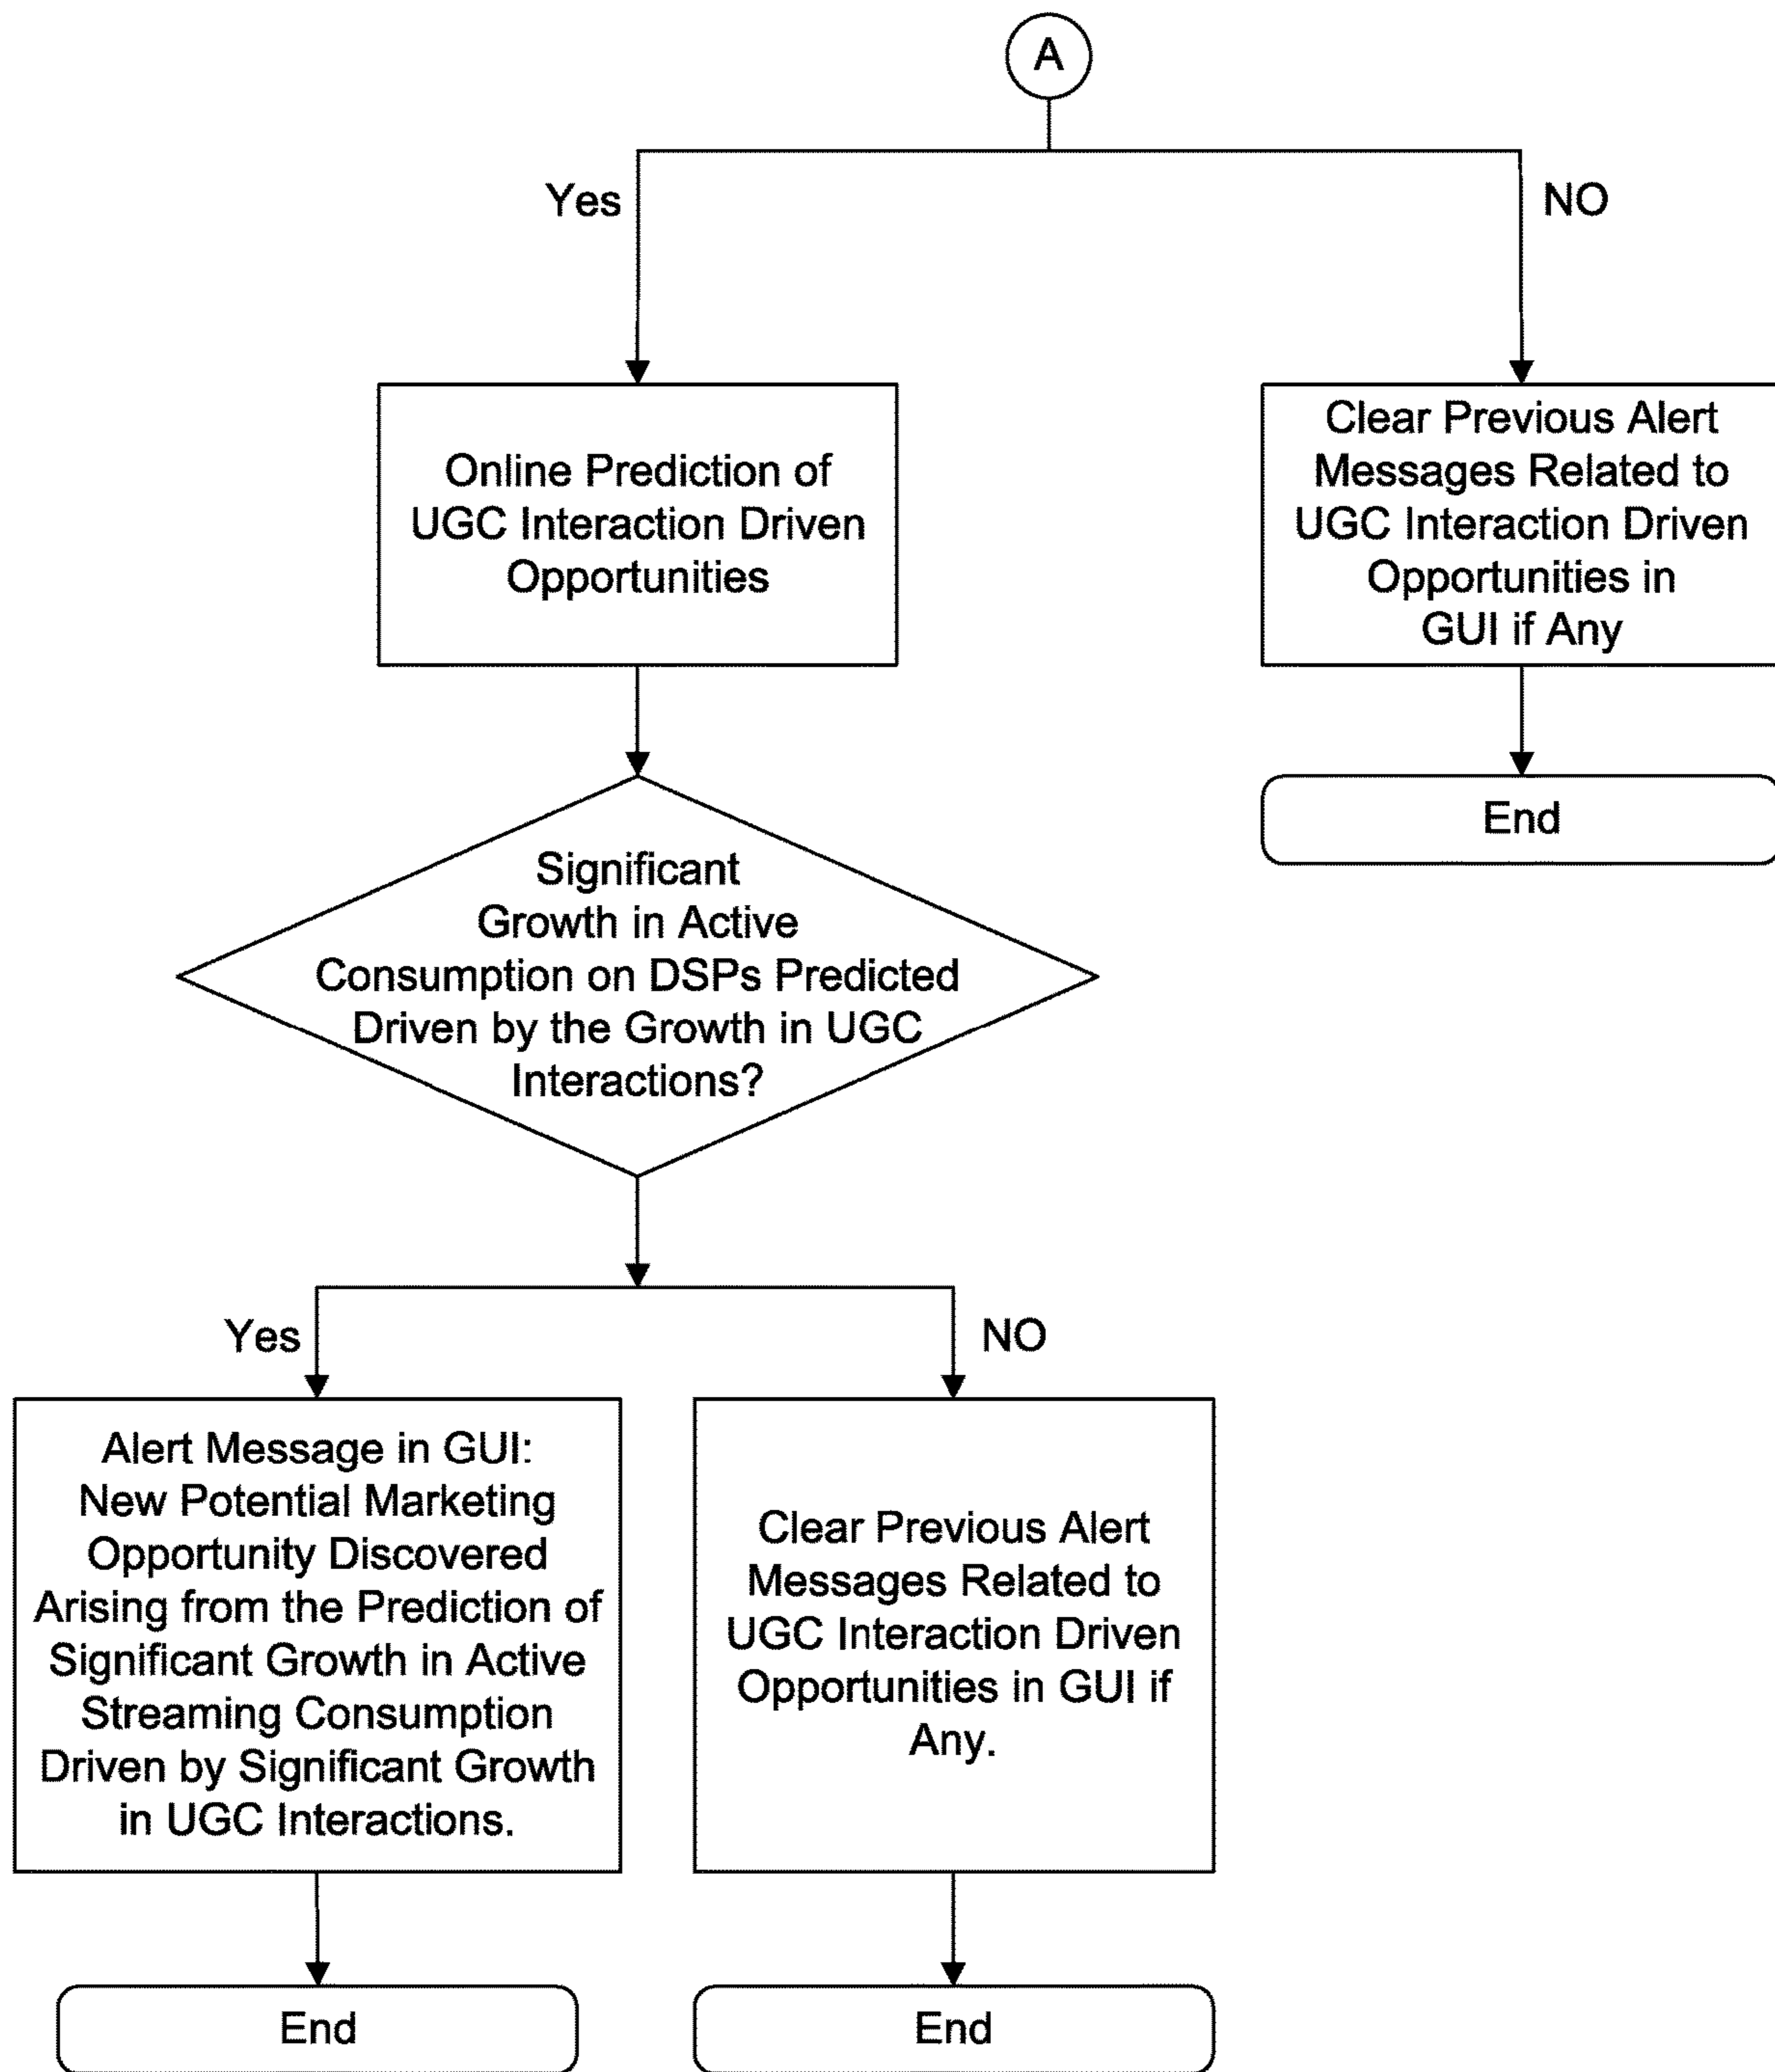 A
Yes
NO
Online Prediction of
UGC Interaction Driven
Opportunities
Clear Previous Alert
Messages Related to
UGC Interaction Driven
Opportunities in
GUI if Any
End
Significant
Growth in Active
Consumption on DSPs Predicted
Driven by the Growth in UGC
Interactions?
Yes
NO
Alert Message in GUI:
New Potential Marketing
Opportunity Discovered
Arising from the Prediction of
Significant Growth in Active
Streaming Consumption
Driven by Significant Growth
in UGC Interactions.
Clear Previous Alert
Messages Related to
UGC Interaction Driven
Opportunities in GUI if
Any.
End
End